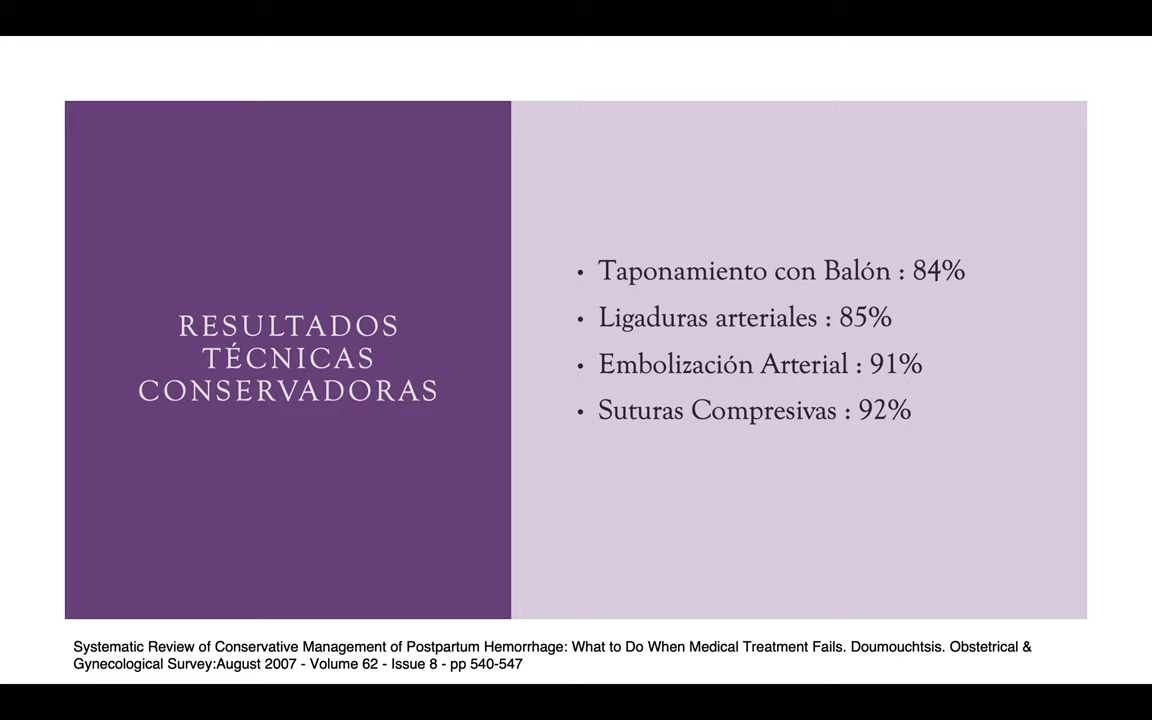 RESULTADOS
TÉCNICAS
CONSERVADORAS
• Taponamiento con Balón : 84%
• Ligaduras arteriales : 85%
• Embolización Arterial : 91%
• Suturas Compresivas : 92%
Systematic Review of Conservative Management of Postpartum Hemorrhage: What to Do When Medical Treatment Fails. Doumouchtsis. Obstetrical &
Gynecological Survey:August 2007 - Volume 62 - Issue 8 - pp 540-547